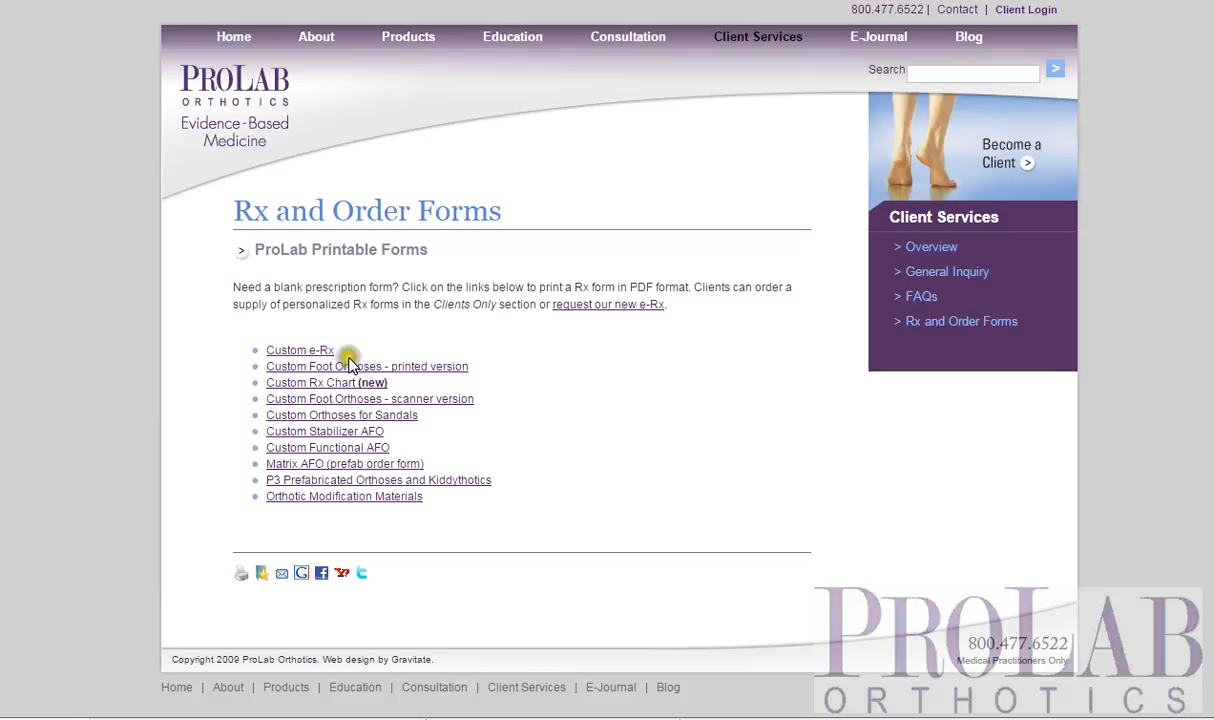 800.477.6522 | Contact | Client Login
Home About Products Education Consultation Client Services E-Journal Blog
Search >
PROLAB
ORTHOTICS
Evidence-Based
Medicine
Become a
Client >
Rx and Order Forms
> ProLab Printable Forms
Need a blank prescription form? Click on the links below to print a Rx form in PDF format. Clients can order a
supply of personalized Rx forms in the Clients Only section or request our new e-Rx.
Custom e-Rx
Custom Foot Orthoses - printed version
Custom Rx Chart (new)
Custom Foot Orthoses - scanner version
Custom Orthoses for Sandals
Custom Stabilizer AFO
Custom Functional AFO
Matrix AFO (prefab order form)
P3 Prefabricated Orthoses and Kiddythotics
Orthotic Modification Materials
Client Services
> Overview
> General Inquiry
> FAQs
> Rx and Order Forms
800.477.6522
Medical Practitioners Only
Copyright 2009 ProLab Orthotics. Web design by Gravitate.
Home | About | Products | Education | Consultation | Client Services | E-Journal | Blog
PROLAB
ORTHOTICS